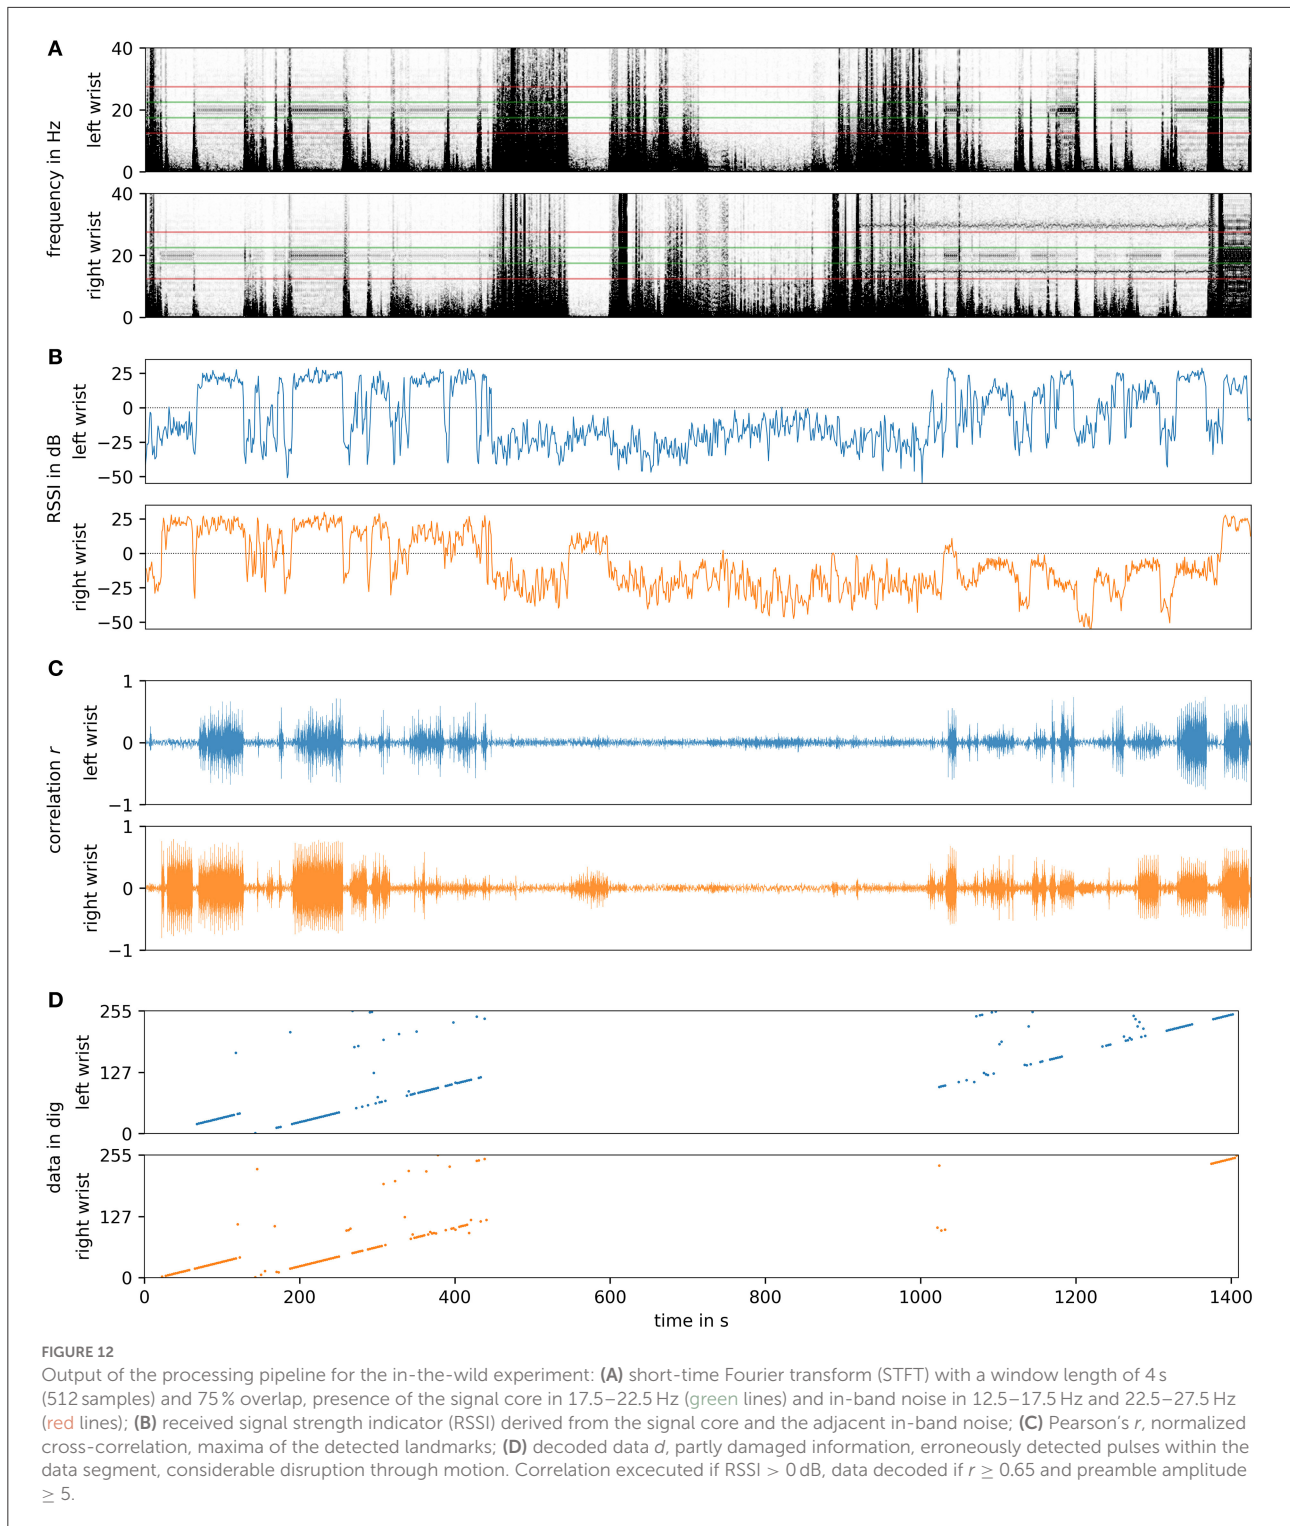 A
40
20
0
left wrist
40
20
0
right wrist
frequency in Hz
B
25
0
−25
−50
left wrist
25
0
−25
−50
right wrist
RSSI in dB
C
1
0
−1
left wrist
1
0
−1
right wrist
correlation r
D
255
127
0
left wrist
255
127
0
right wrist
data in dig
0 200 400 600 800 1000 1200 1400
time in s
FIGURE 12
Output of the processing pipeline for the in-the-wild experiment: (A) short-time Fourier transform (STFT) with a window length of 4 s
(512 samples) and 75 % overlap, presence of the signal core in 17.5–22.5 Hz (green lines) and in-band noise in 12.5–17.5 Hz and 22.5–27.5 Hz
(red lines); (B) received signal strength indicator (RSSI) derived from the signal core and the adjacent in-band noise; (C) Pearson's r, normalized
cross-correlation, maxima of the detected landmarks; (D) decoded data d, partly damaged information, erroneously detected pulses within the
data segment, considerable disruption through motion. Correlation excecuted if RSSI > 0 dB, data decoded if r ≥ 0.65 and preamble amplitude
≥ 5.